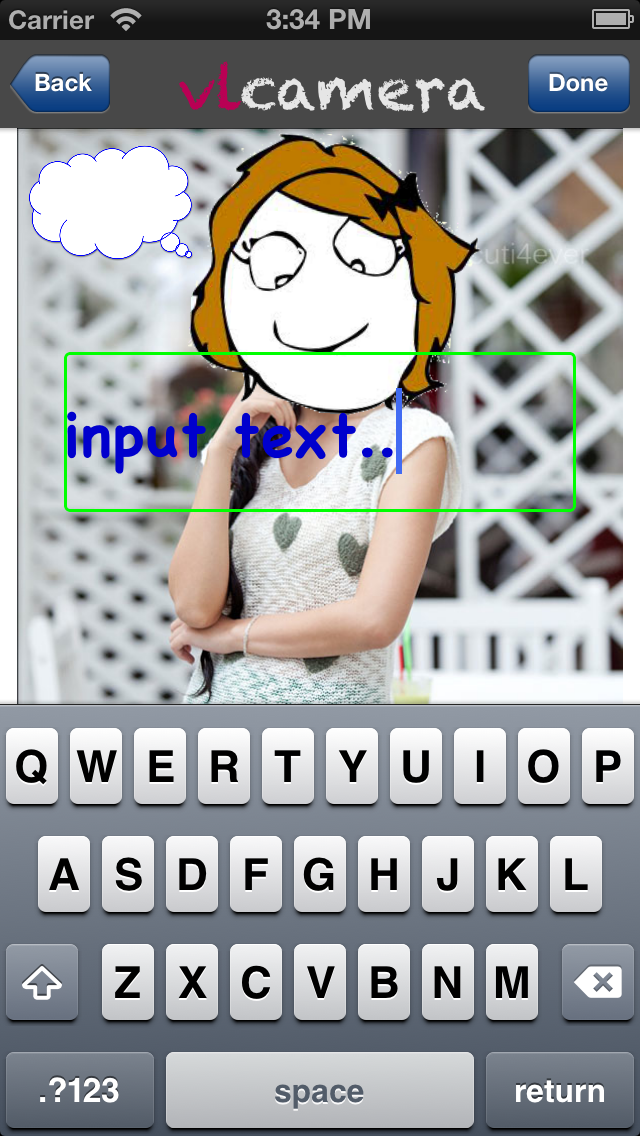 Carrier 3:34 PM
Back vlcamera Done
cuti4ever
input text..
Q W E R T Y U I O P
A S D F G H J K L
Z X C V B N M
.?123 space return